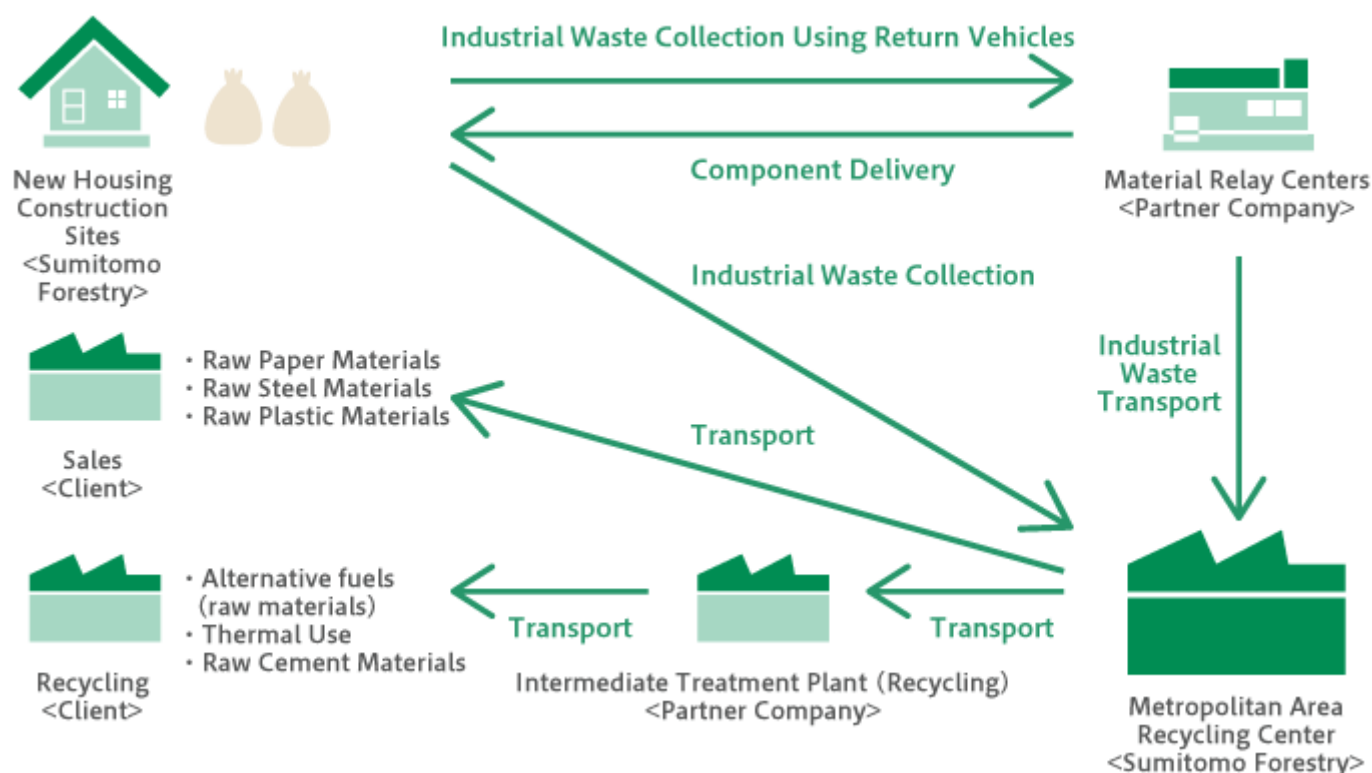 Industrial Waste Collection Using Return Vehicles
Component Delivery
New Housing
Construction
Sites
<Sumitomo
Forestry>
Material Relay Centers
<Partner Company>
Industrial Waste Collection
Industrial
Waste
Transport
・Raw Paper Materials
・Raw Steel Materials
・Raw Plastic Materials
Sales
<Client>
Transport
・Alternative fuels
(raw materials)
・Thermal Use
・Raw Cement Materials
Recycling
<Client>
Transport
Transport
Intermediate Treatment Plant (Recycling)
<Partner Company>
Metropolitan Area
Recycling Center
<Sumitomo Forestry>